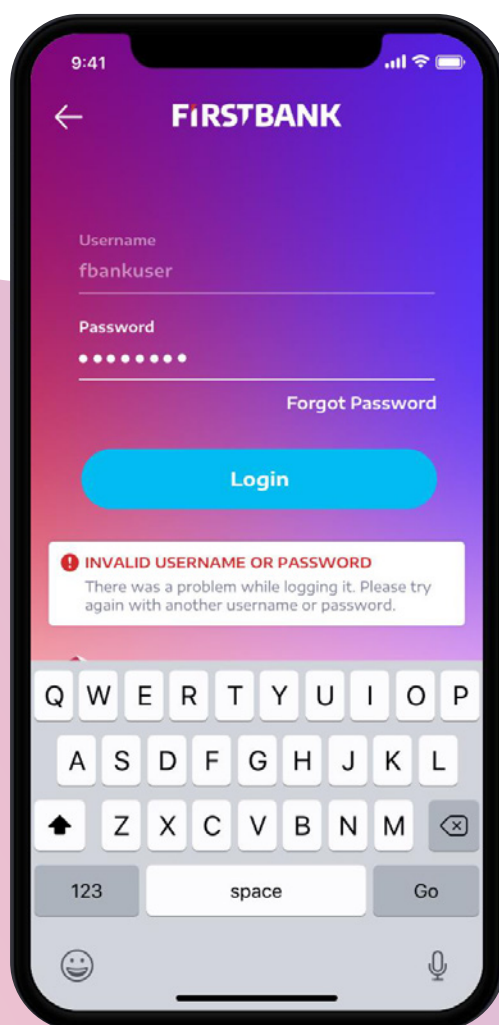 9:41
FiRSTBANK
Username
fbankuser
Password
Forgot Password
Login
INVALID USERNAME OR PASSWORD
There was a problem while logging it. Please try
again with another username or password.
Q W E R T Y U I O P
A S D F G H J K L
Z X C V B N M
123 space Go